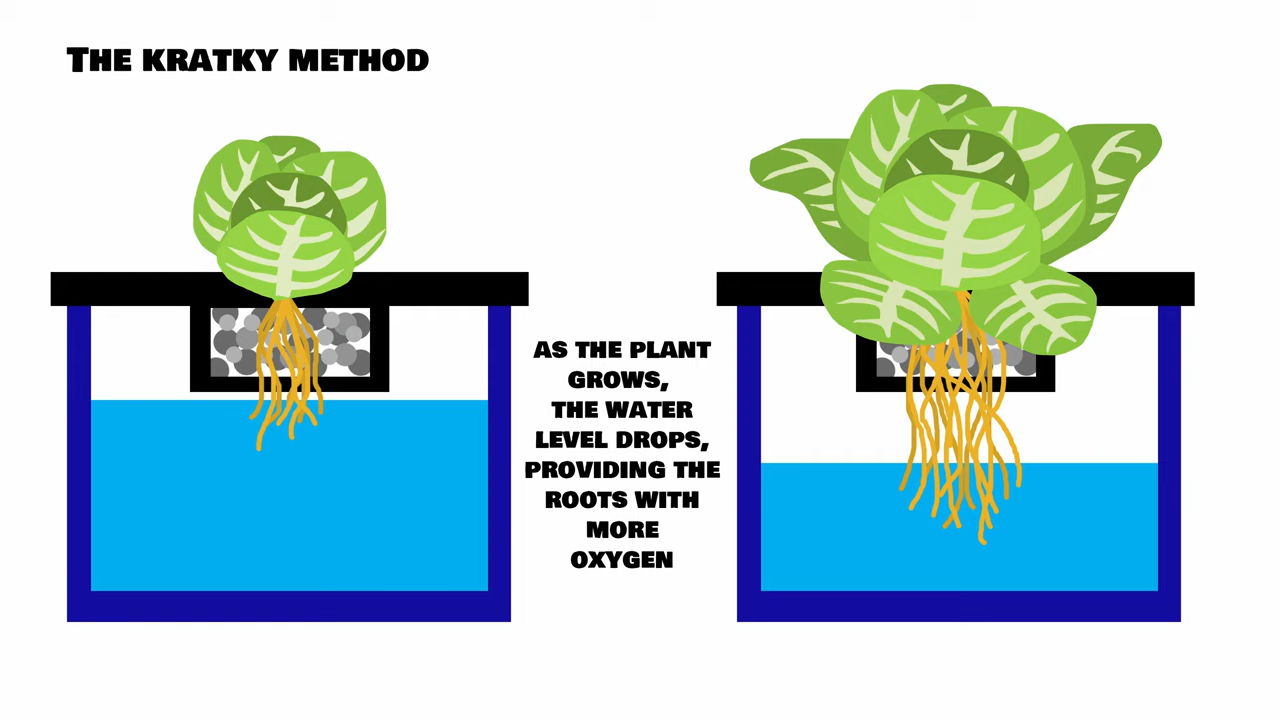 The kratky method
as the plant
grows,
the water
level drops,
providing the
roots with
more
oxygen